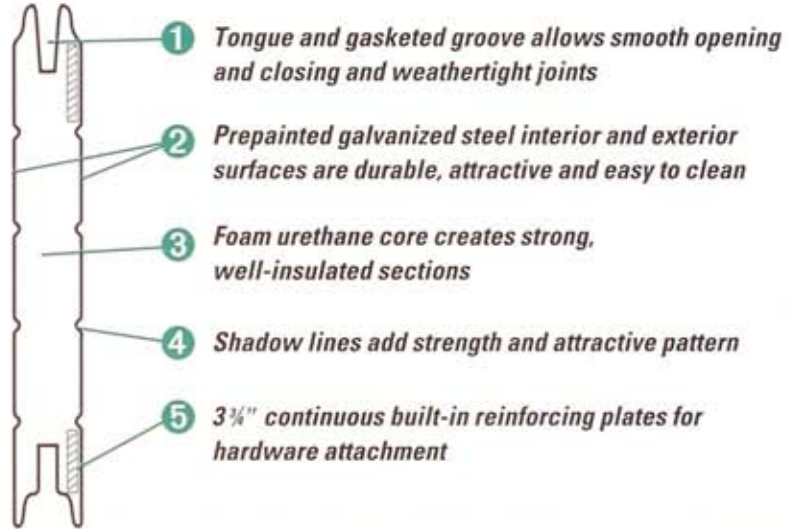 1 Tongue and gasketed groove allows smooth opening
and closing and weathertight joints
2 Prepainted galvanized steel interior and exterior
surfaces are durable, attractive and easy to clean
3 Foam urethane core creates strong,
well-insulated sections
4 Shadow lines add strength and attractive pattern
5 3¾" continuous built-in reinforcing plates for
hardware attachment